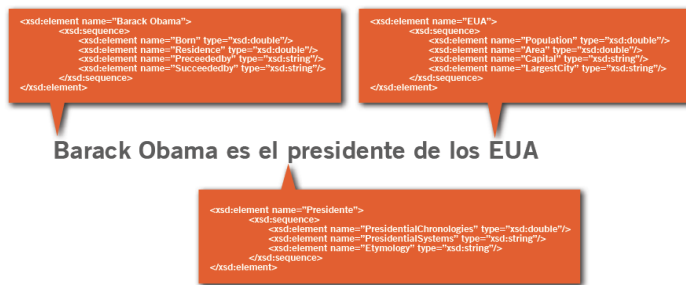 <xsd:element name="Barack Obama">
<xsd:sequence>
<xsd:element name="Born" type="xsd:double"/>
<xsd:element name="Residence" type="xsd:double"/>
<xsd:element name="Preceededby" type="xsd:string"/>
<xsd:element name="Succeededby" type="xsd:string"/>
</xsd:sequence>
</xsd:element>
<xsd:element name="EUA">
<xsd:sequence>
<xsd:element name="Population" type="xsd:double"/>
<xsd:element name="Area" type="xsd:double"/>
<xsd:element name="Capital" type="xsd:string"/>
<xsd:element name="LargestCity" type="xsd:string"/>
</xsd:sequence>
</xsd:element>
Barack Obama es el presidente de los EUA
<xsd:element name="Presidente">
<xsd:sequence>
<xsd:element name="PresidentialChronologies" type="xsd:double"/>
<xsd:element name="PresidentialSystems" type="xsd:string"/>
<xsd:element name="Etymology" type="xsd:string"/>
</xsd:sequence>
</xsd:element>